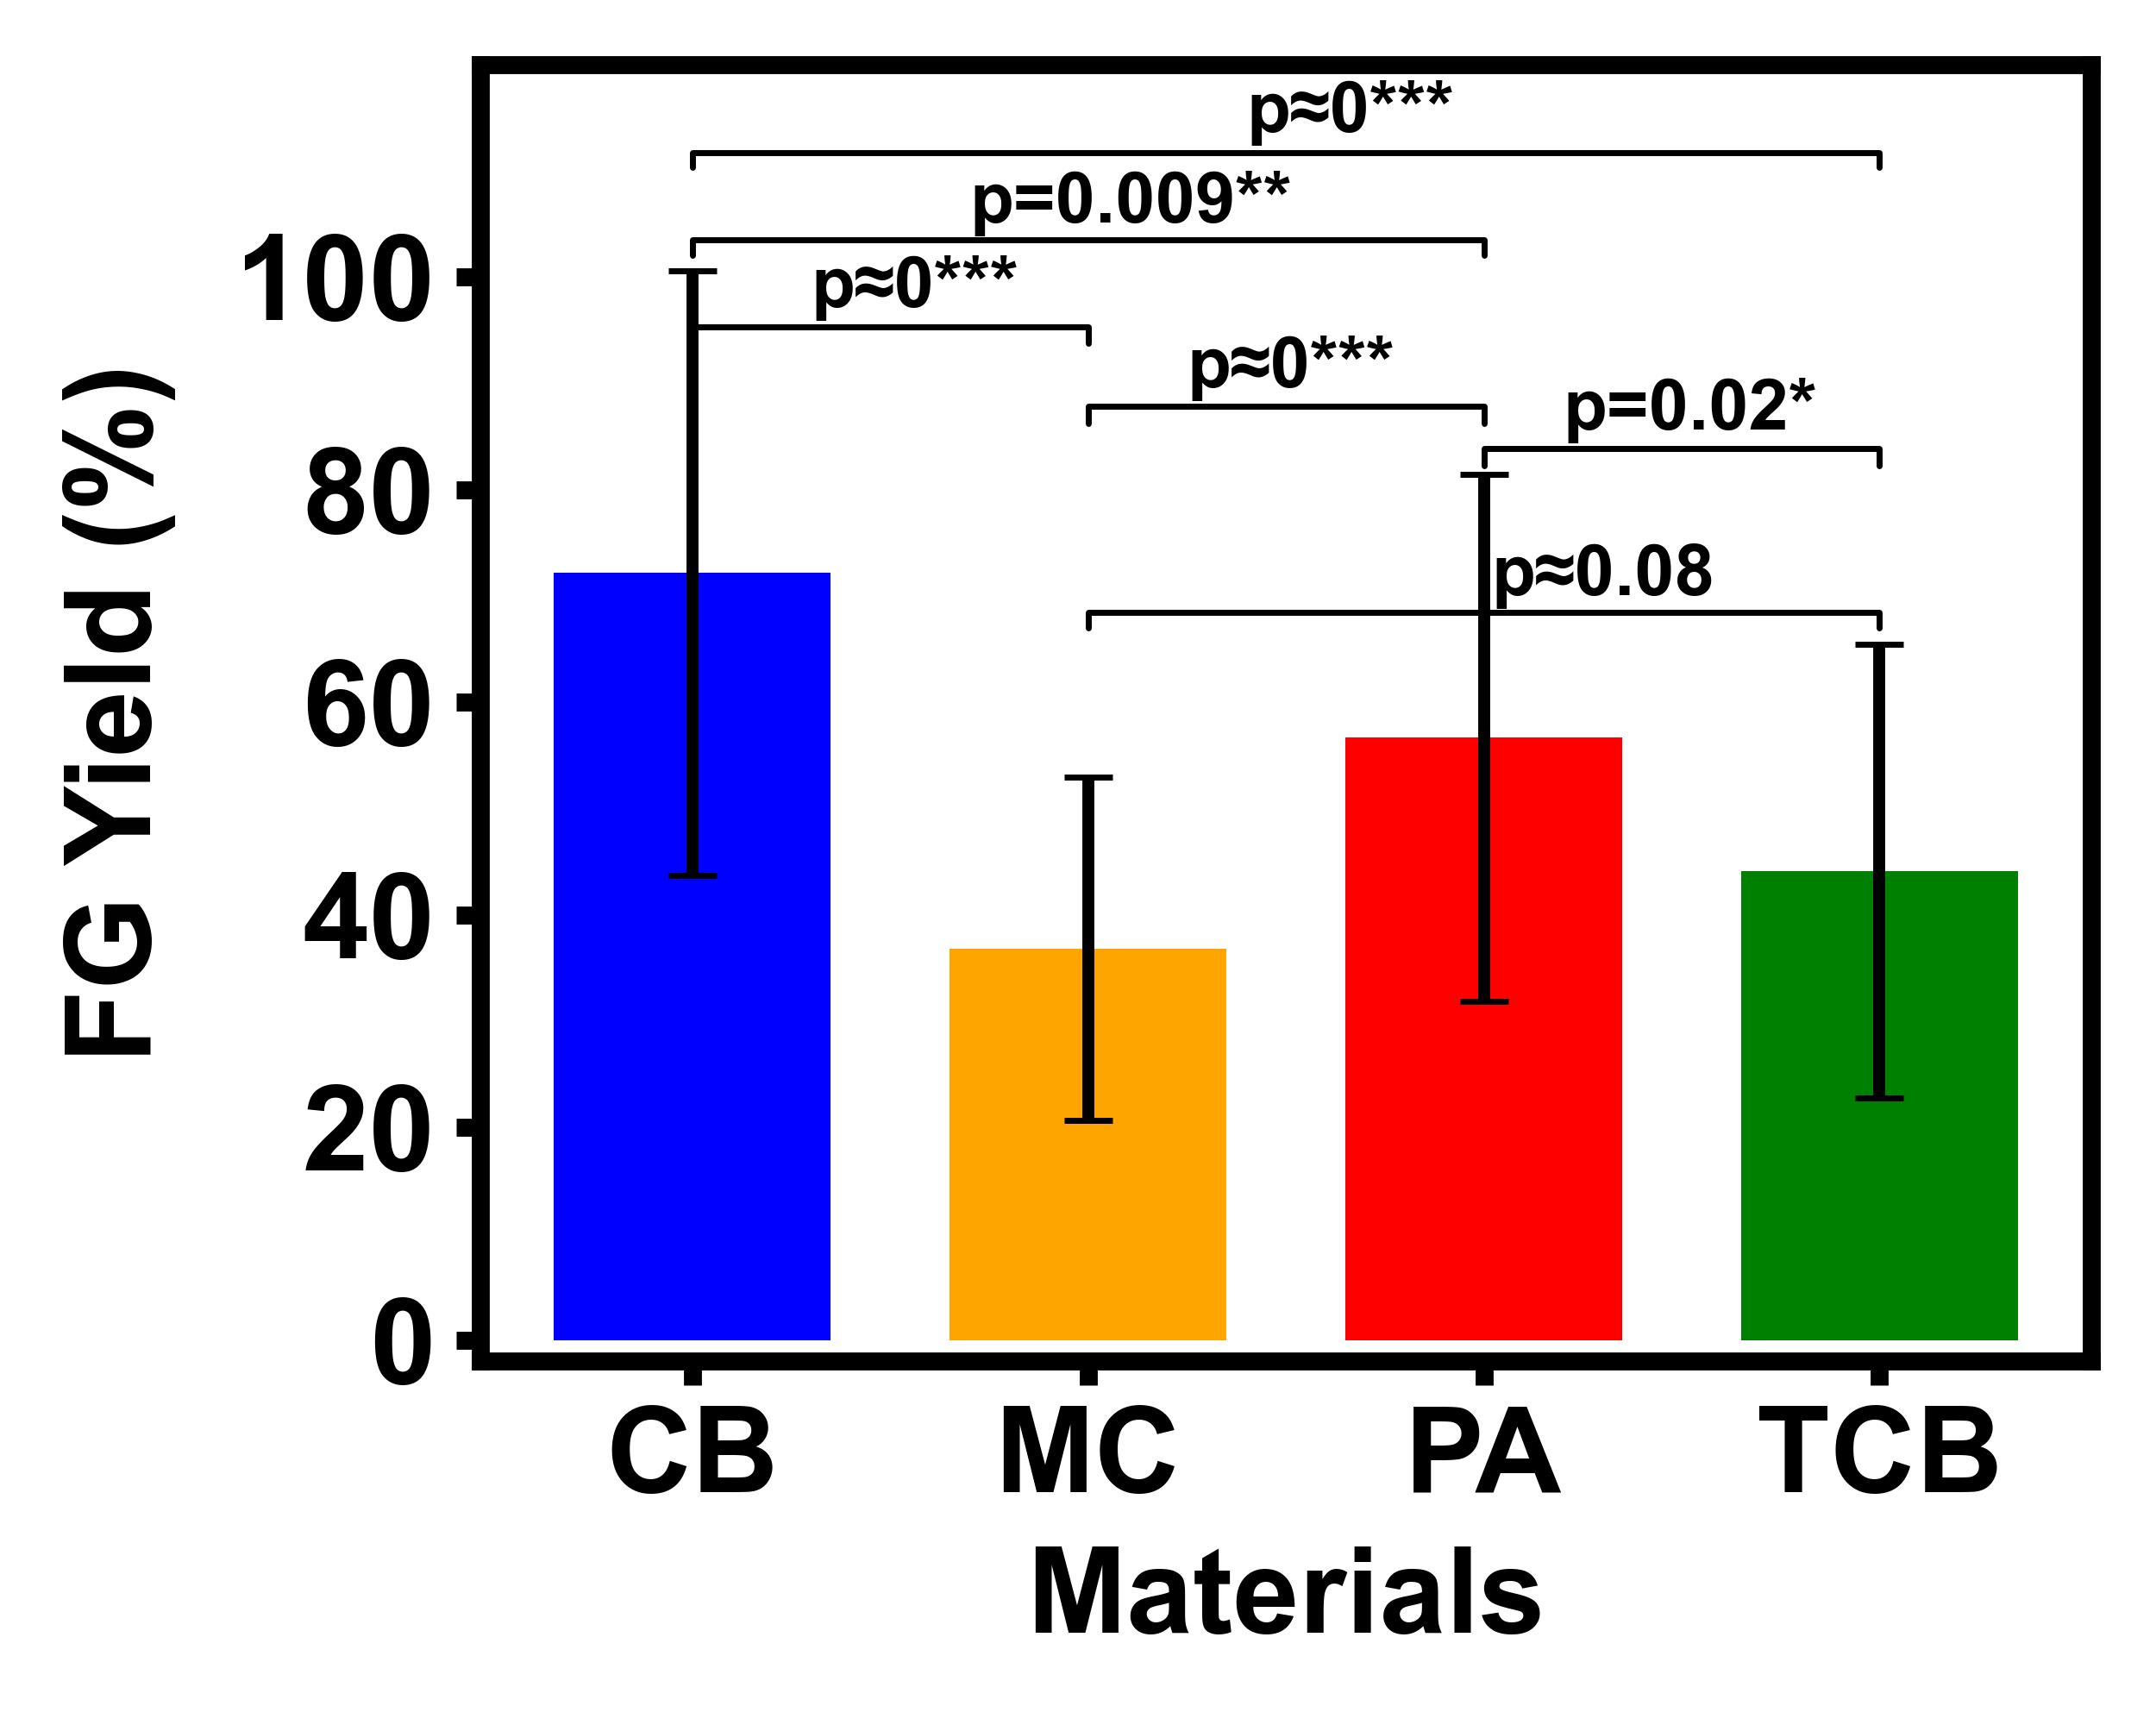 p≈0***
p=0.009**
p≈0***
p≈0***
p=0.02*
p≈0.08
FG Yield (%)
100
80
60
40
20
0
CB MC PA TCB
Materials